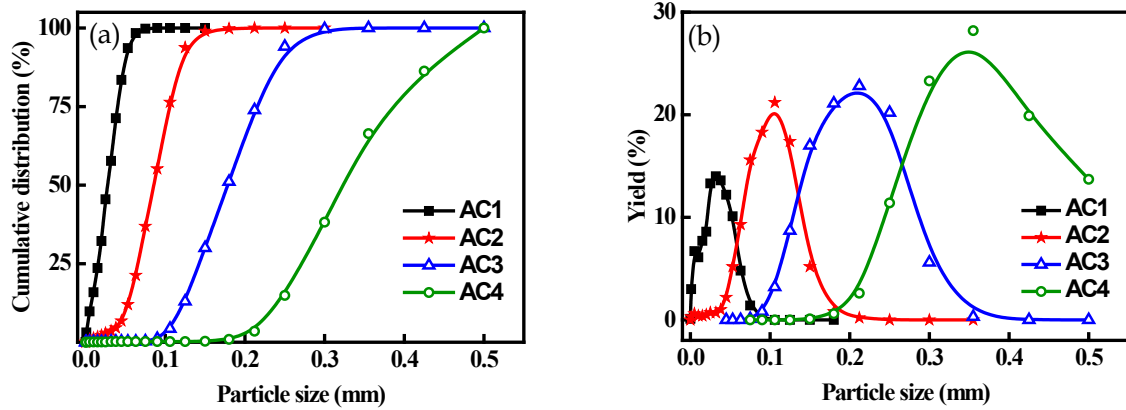 (a)
Cumulative distribution (%)
100
75
50
25
AC1
AC2
AC3
AC4
0.0 0.1 0.2 0.3 0.4 0.5
Particle size (mm)
(b)
Yield (%)
30
20
10
0
AC1
AC2
AC3
AC4
0.0 0.1 0.2 0.3 0.4 0.5
Particle size (mm)